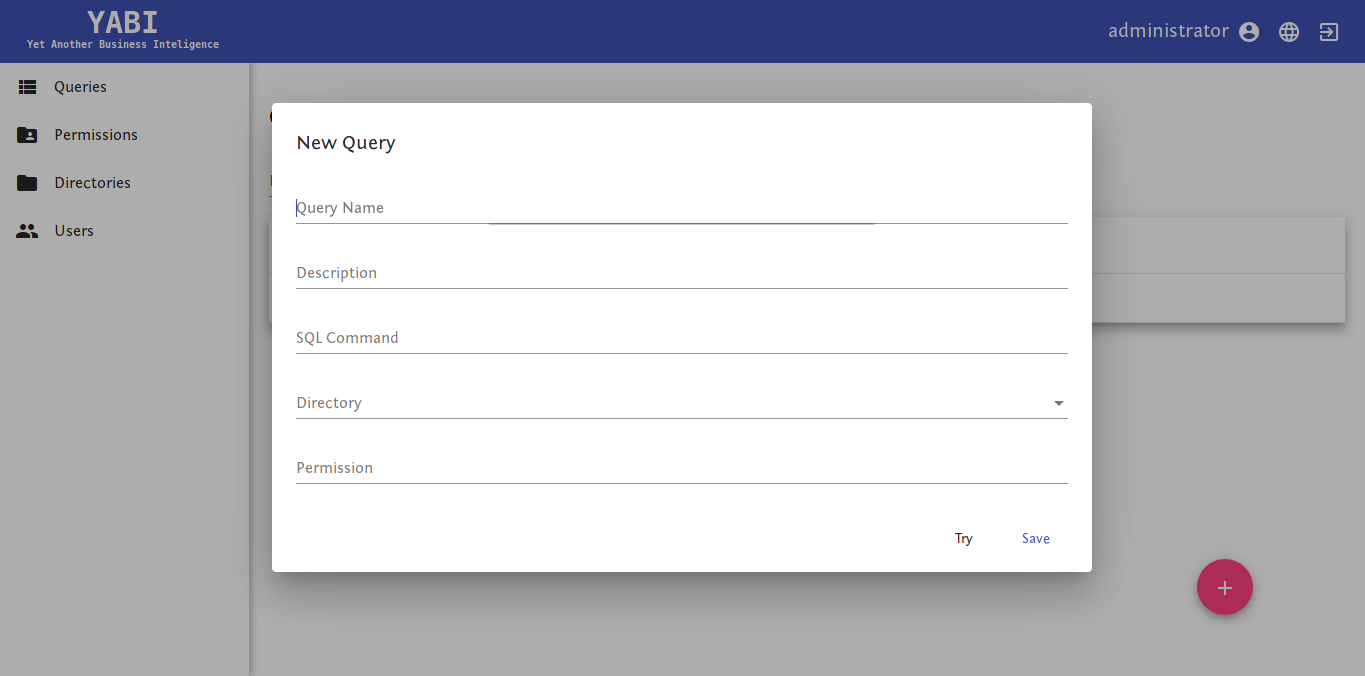 YABI
Yet Another Business Inteligence
administrator
Queries
Permissions
Directories
Users
New Query
Query Name
Description
SQL Command
Directory
Permission
Try
Save